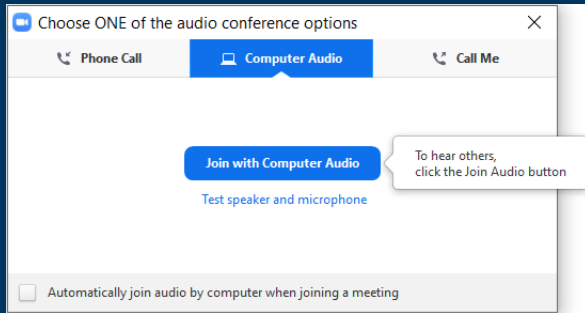 Choose ONE of the audio conference options
Phone Call
Computer Audio
Call Me
Join with Computer Audio
To hear others,
click the Join Audio button
Test speaker and microphone
Automatically join audio by computer when joining a meeting